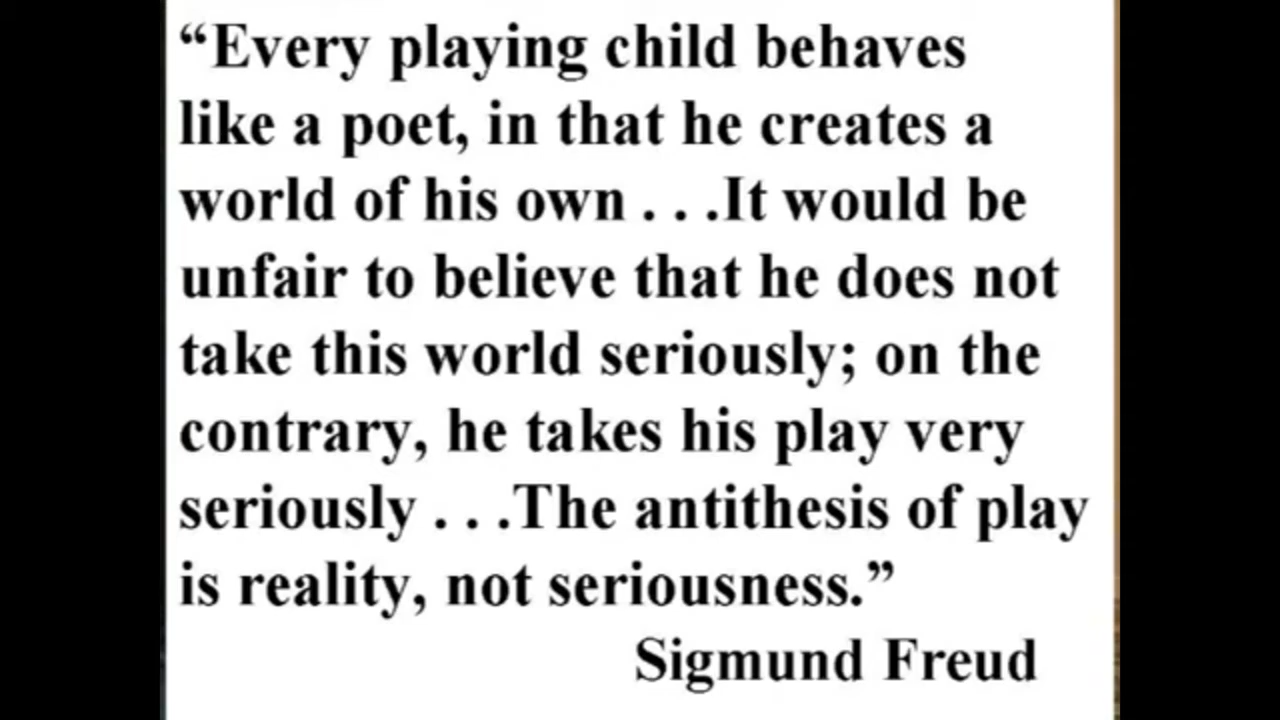 “Every playing child behaves
like a poet, in that he creates a
world of his own . . .It would be
unfair to believe that he does not
take this world seriously; on the
contrary, he takes his play very
seriously . . .The antithesis of play
is reality, not seriousness.”
Sigmund Freud